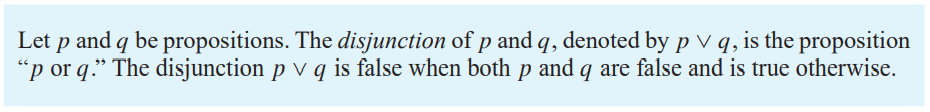 Let p and q be propositions. The disjunction of p and q, denoted by p ∨ q, is the proposition
“p or q.” The disjunction p ∨ q is false when both p and q are false and is true otherwise.